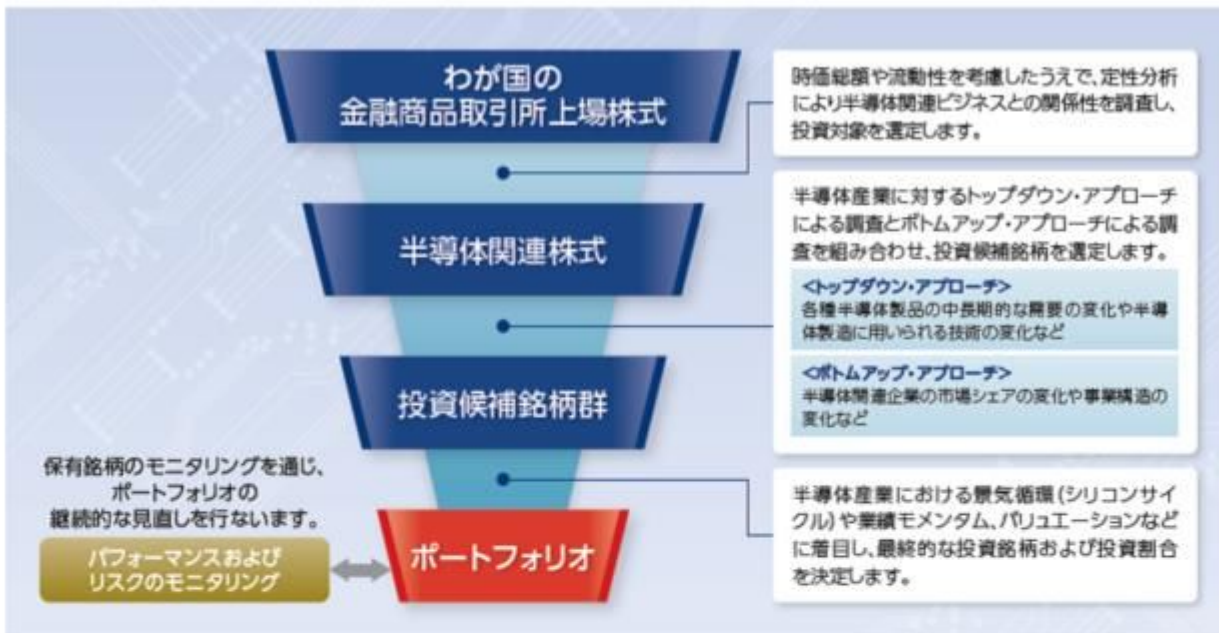 わが国の
金融商品取引所上場株式
時価総額や流動性を考慮したうえで、定性分析
により半導体関連ビジネスとの関係性を調査し、
投資対象を選定します。
半導体関連株式
半導体産業に対するトップダウン・アプローチ
による調査とボトムアップ・アプローチによる調
査を組み合わせ、投資候補銘柄を選定します。
<トップダウン・アプローチ>
各種半導体製品の中長期的な需要の変化や半導
体製造に用いられる技術の変化など
<ボトムアップ・アプローチ>
半導体関連企業の市場シェアの変化や事業構造の
変化など
投資候補銘柄群
半導体産業における景気循環(シリコンサイ
クル)や業績モメンタム、バリュエーションなど
に着目し、最終的な投資銘柄および投資割合
を決定します。
保有銘柄のモニタリングを通じ、
ポートフォリオの
継続的な見直しを行ないます。
パフォーマンスおよび
リスクのモニタリング
ポートフォリオ